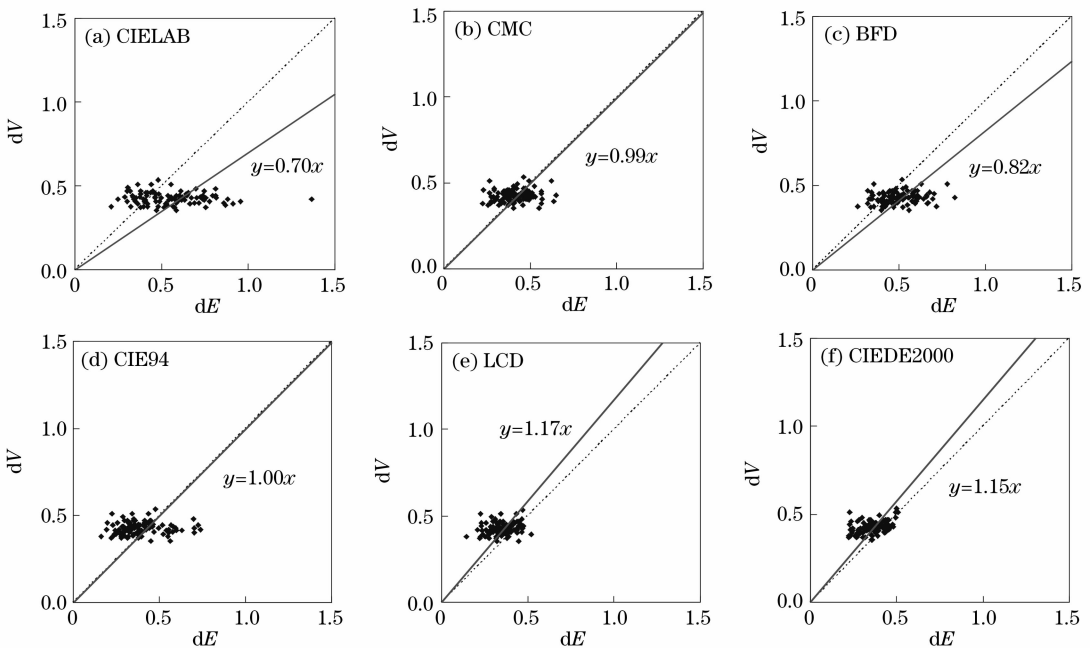 (a) CIELAB
1.5
1.0
0.5
0.0
dV
y=0.70x
0 0.5 1.0 1.5
dE
(b) CMC
1.5
1.0
0.5
0.0
dV
y=0.99x
0 0.5 1.0 1.5
dE
(c) BFD
1.5
1.0
0.5
0.0
dV
y=0.82x
0 0.5 1.0 1.5
dE
(d) CIE94
1.5
1.0
0.5
0.0
dV
y=1.00x
0 0.5 1.0 1.5
dE
(e) LCD
1.5
1.0
0.5
0.0
dV
y=1.17x
0 0.5 1.0 1.5
dE
(f) CIEDE2000
1.5
1.0
0.5
0.0
dV
y=1.15x
0 0.5 1.0 1.5
dE